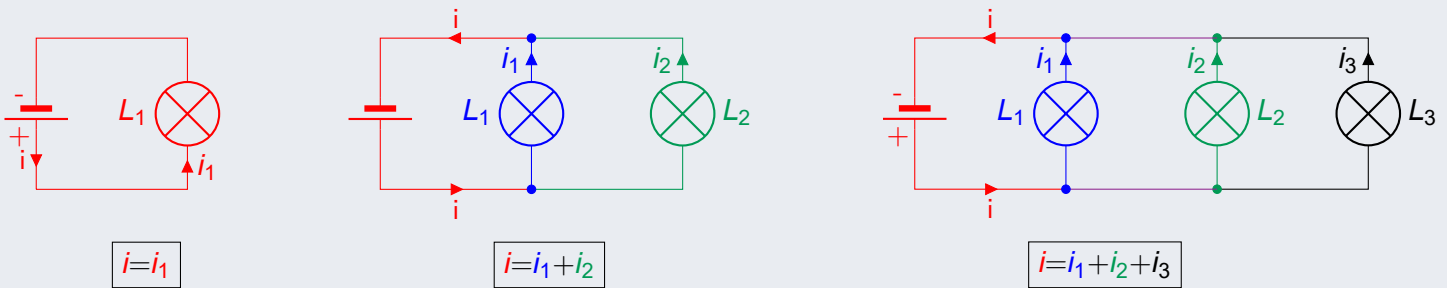 -
+
i
i1
L1
i=i1
i
i1
i2
L1
L2
i
i=i1+i2
i
i1
i2
i3
-
+
L1
L2
L3
i
i=i1+i2+i3